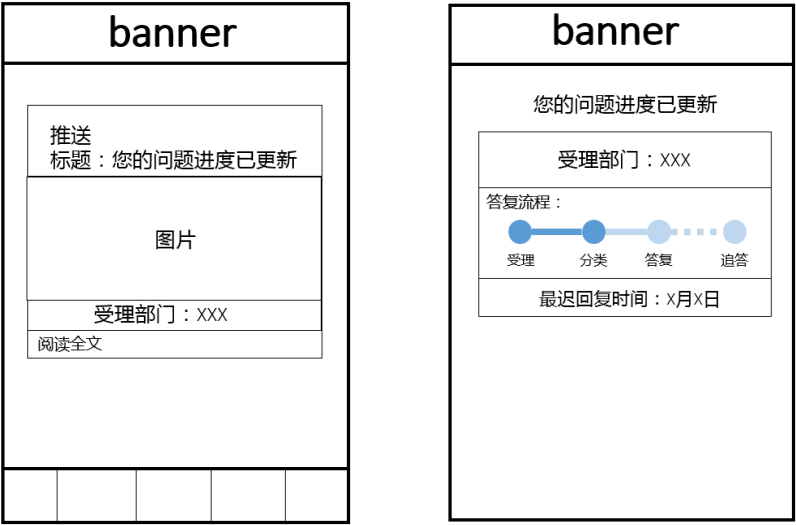 banner
推送
标题：您的问题进度已更新
图片
受理部门：XXX
阅读全文
banner
您的问题进度已更新
受理部门：XXX
答复流程：
受理 分类 答复 追答
最迟回复时间：X月X日